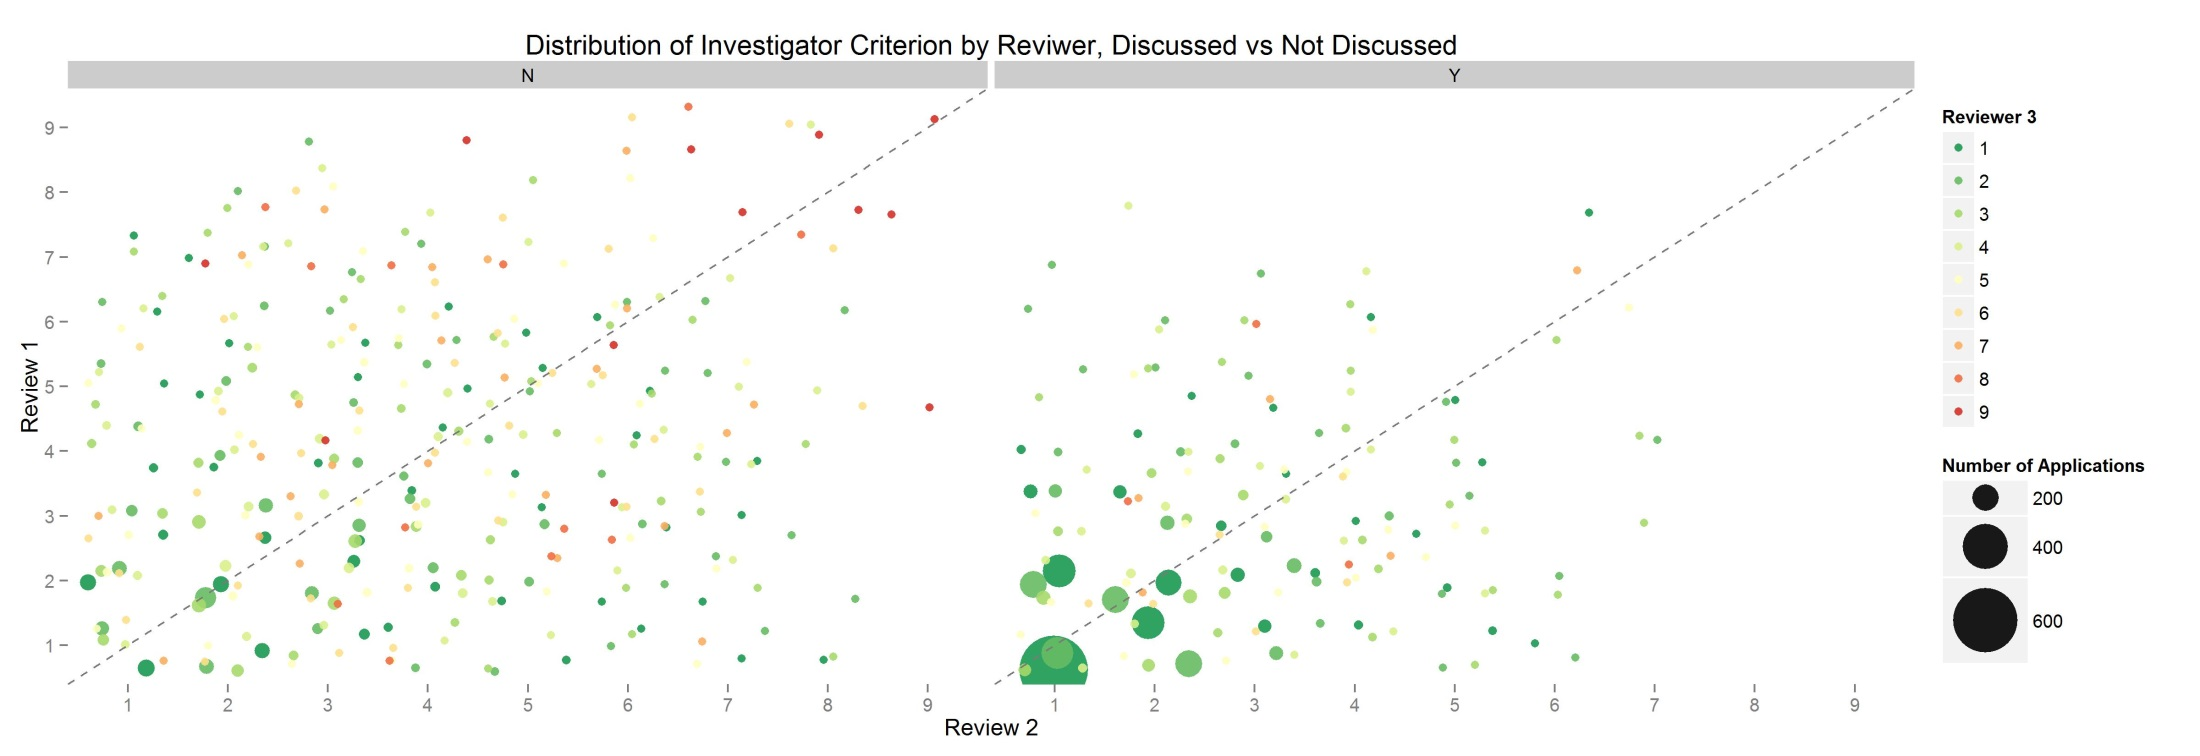 Distribution of Investigator Criterion by Reviwer, Discussed vs Not Discussed
N
Y
9
8
7
6
5
4
3
2
1
Review 1
1 2 3 4 5 6 7 8 9
1 2 3 4 5 6 7 8 9
Review 2
Reviewer 3
1
2
3
4
5
6
7
8
9
Number of Applications
200
400
600